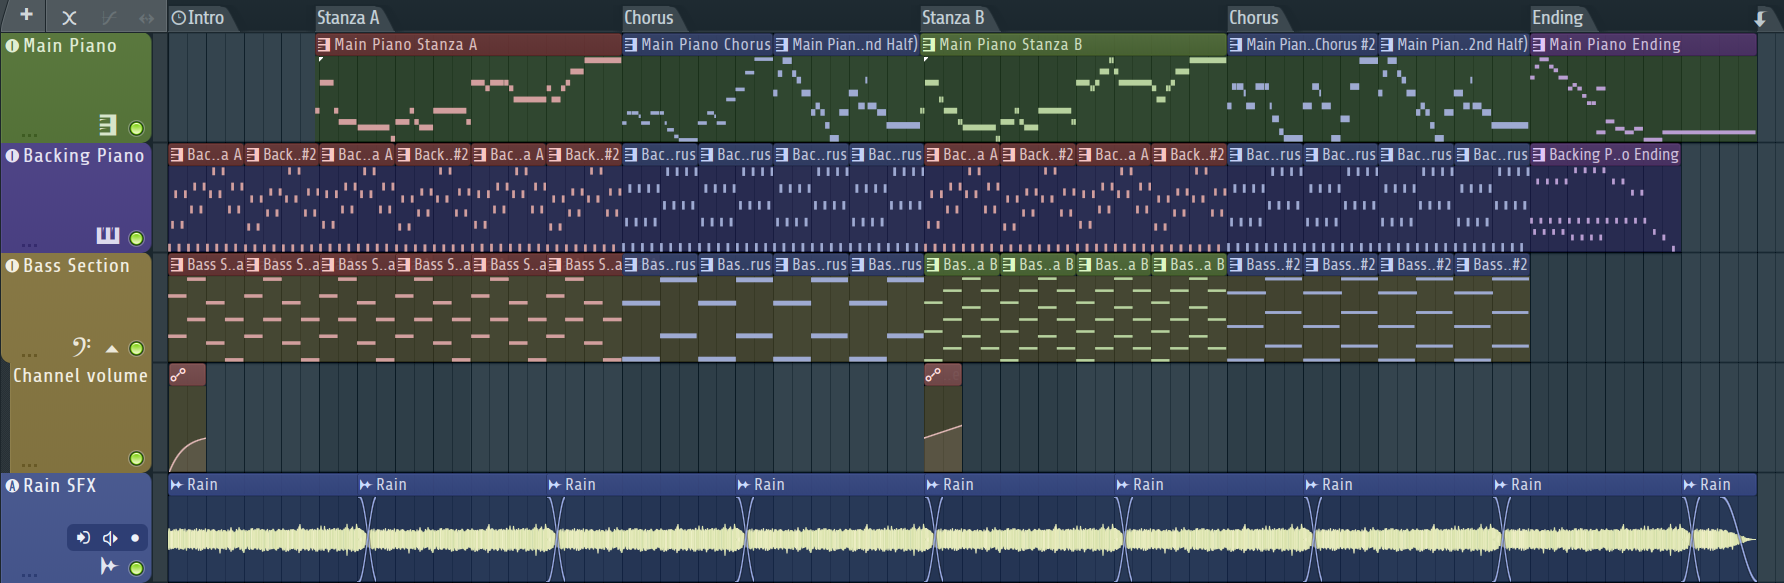 Intro Stanza A Chorus Stanza B Chorus Ending
Main Piano
Main Piano Stanza A Main Piano Chorus Main Pian..nd Half) Main Piano Stanza B Main Pian..Chorus #2 Main Pian..2nd Half) Main Piano Ending
Backing Piano
Bac..a A Back..#2 Bac..a A Back..#2 Bac..a A Back..#2 Bac..rus Bac..rus Bac..rus Bac..rus Bac..a A Back..#2 Bac..a A Back..#2 Bac..rus Bac..rus Bac..rus Bac..rus Backing P..o Ending
Bass Section
Bass S..a Bass S..a Bass S..a Bass S..a Bass S..a Bass S..a Bas..rus Bas..rus Bas..rus Bas..rus Bas..a B Bas..a B Bas..a B Bas..a B Bass..#2 Bass..#2 Bass..#2 Bass..#2
Channel volume
Rain SFX
Rain Rain Rain Rain Rain Rain Rain Rain Rain